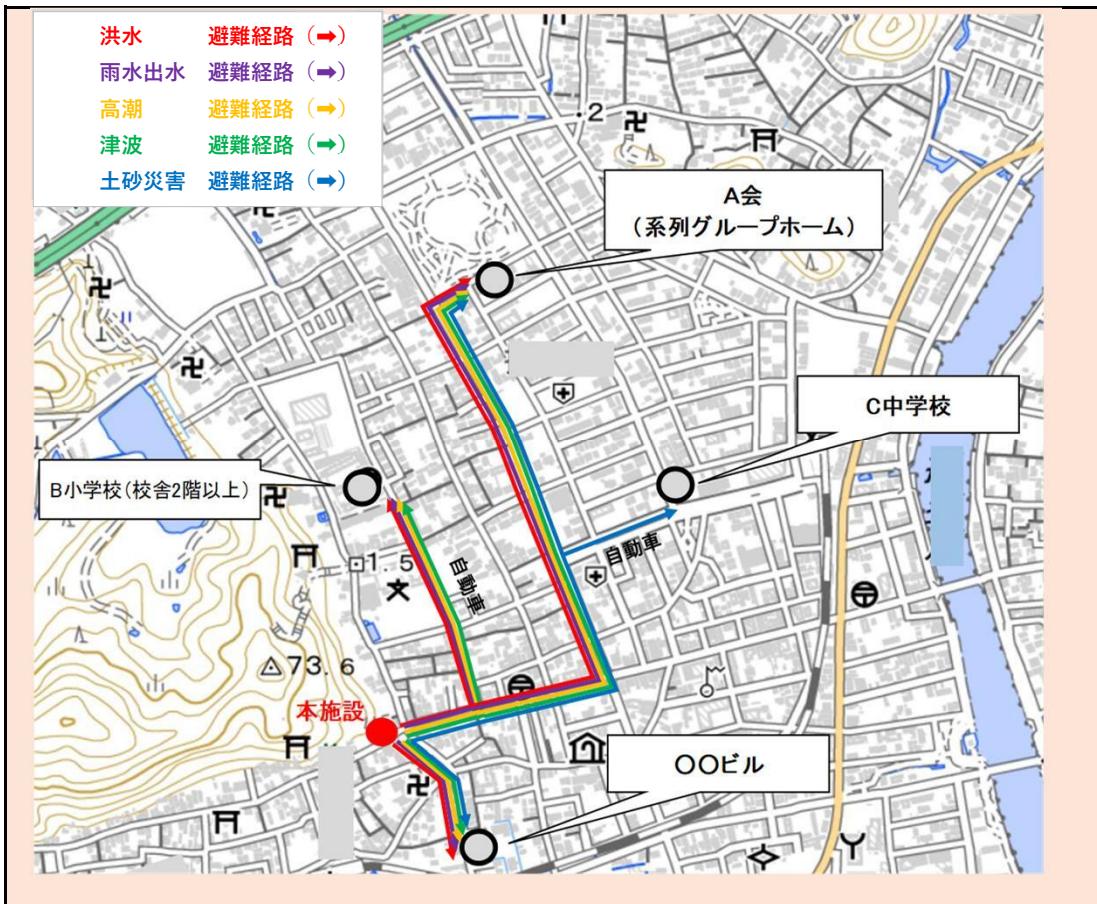 洪水 避難経路（➡）
雨水出水 避難経路（➡）
高潮 避難経路（➡）
津波 避難経路（➡）
土砂災害 避難経路（➡）
.2
A会
（系列グループホーム）
C中学校
B小学校（校舎2階以上）
1.5
自動車
自動車
73.6
本施設
〇〇ビル